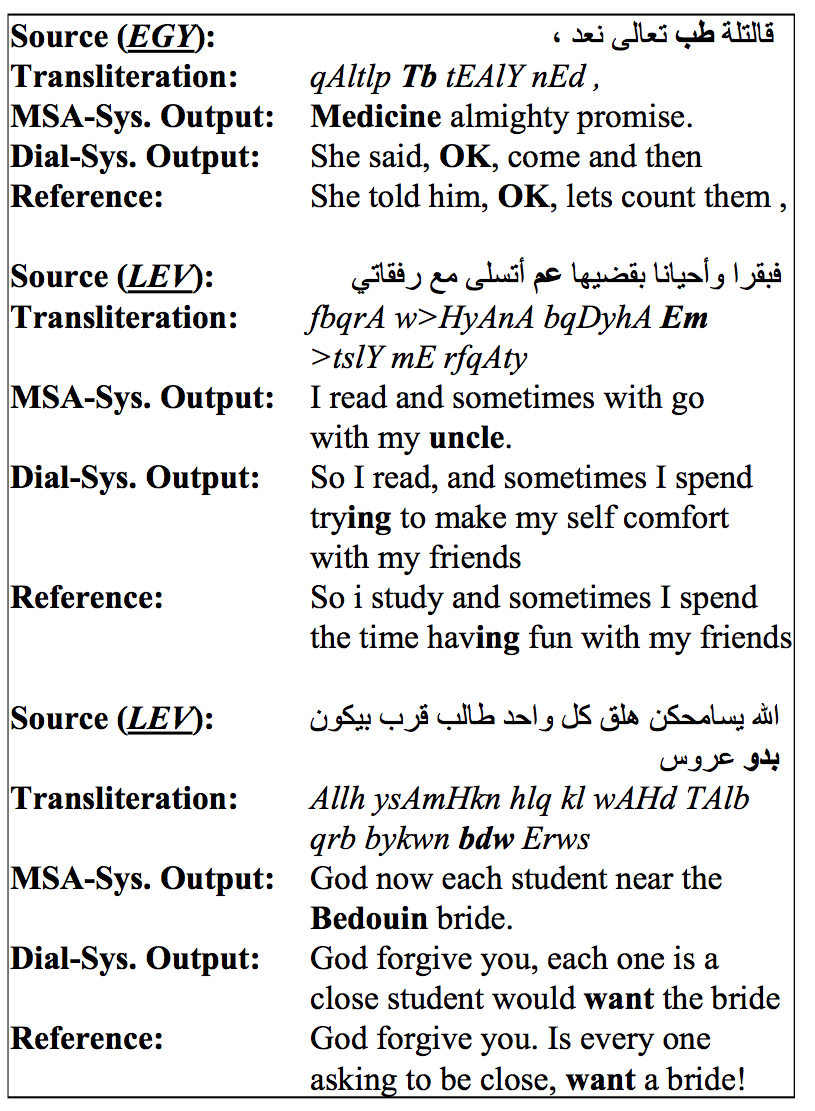 Source (EGY): قالتلة طب تعالى نعد ،
Transliteration: qAltlp Tb tEAlY nEd ,
MSA-Sys. Output: Medicine almighty promise.
Dial-Sys. Output: She said, OK, come and then
Reference: She told him, OK, lets count them ,
Source (LEV): فبقرا وأحيانا بقضيها عم أتسلى مع رفقاتي
Transliteration: fbqrA w>HyAnA bqDyhA Em
>tslY mE rfqAty
MSA-Sys. Output: I read and sometimes with go
with my uncle.
Dial-Sys. Output: So I read, and sometimes I spend
trying to make my self comfort
with my friends
Reference: So i study and sometimes I spend
the time having fun with my friends
Source (LEV): الله يسامحكن هلق كل واحد طالب قرب بيكون
بدو عروس
Transliteration: Allh ysAmHkn hlq kl wAHd TAlb
qrb bykwn bdw Erws
MSA-Sys. Output: God now each student near the
Bedouin bride.
Dial-Sys. Output: God forgive you, each one is a
close student would want the bride
Reference: God forgive you. Is every one
asking to be close, want a bride!